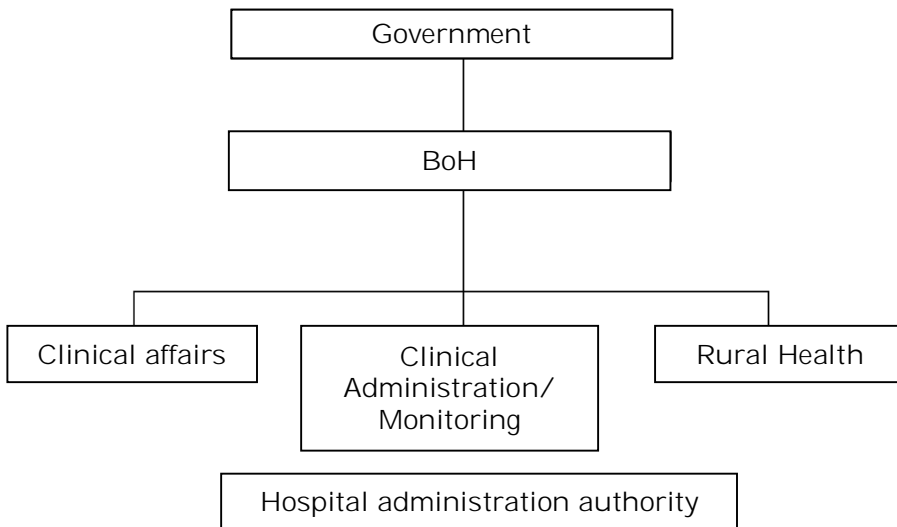 Government
BoH
Clinical affairs
Clinical
Administration/
Monitoring
Rural Health
Hospital administration authority